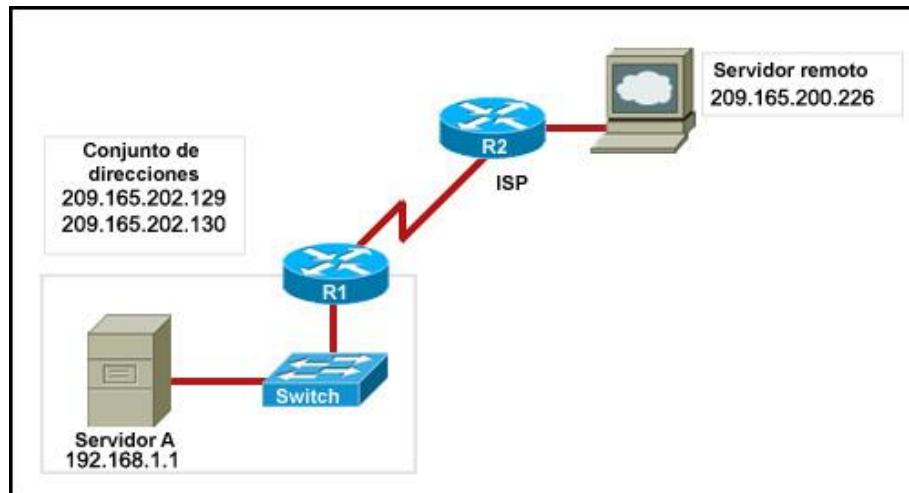 Servidor remoto
209.165.200.226
R2
ISP
Conjunto de
direcciones
209.165.202.129
209.165.202.130
R1
Switch
Servidor A
192.168.1.1